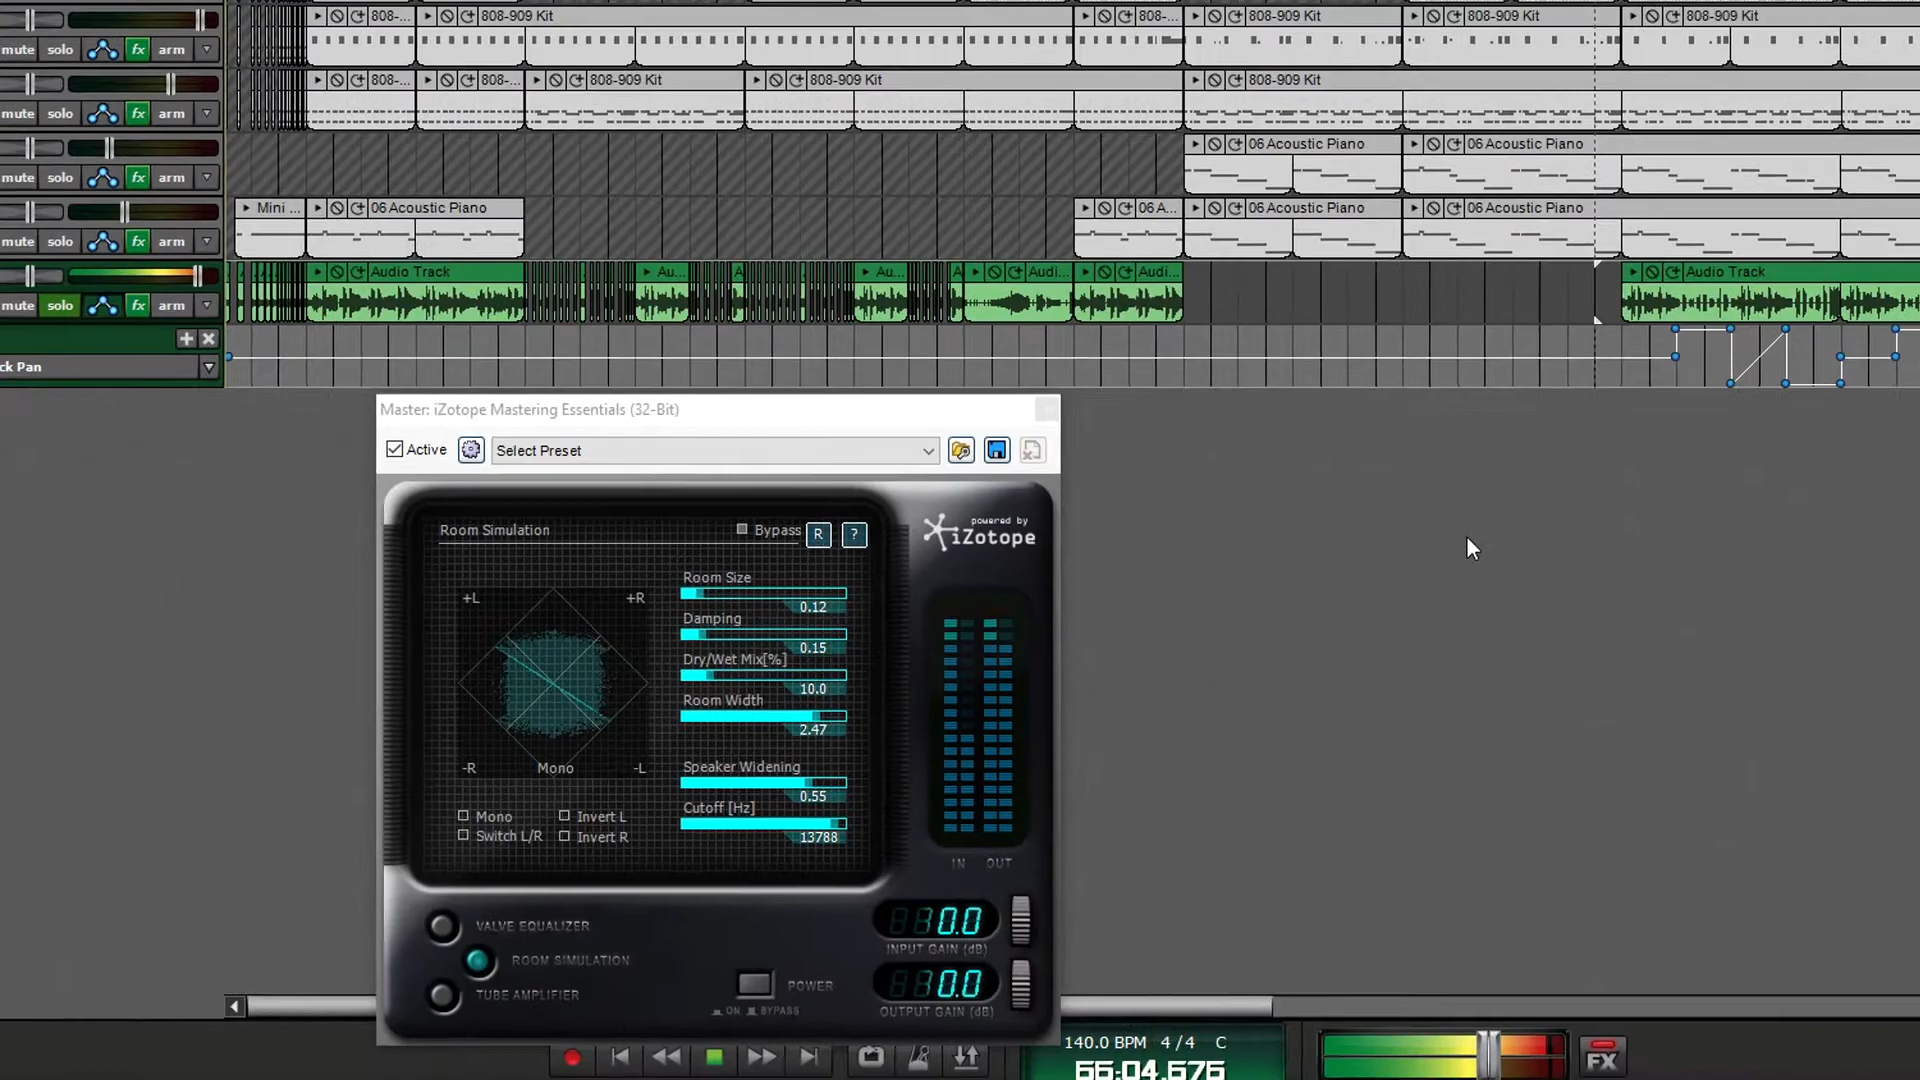 808-... 808-909 Kit 808-... 808-909 Kit 808-909 Kit 808-909 Kit
mute solo fx arm
808-... 808-... 808-909 Kit 808-909 Kit 808-909 Kit
mute solo fx arm
06 Acoustic Piano 06 Acoustic Piano
mute solo fx arm
Mini ... 06 Acoustic Piano 06 A... 06 Acoustic Piano 06 Acoustic Piano
mute solo fx arm
Audio Track Au... A Au... A Audi... Audi... Audio Track
mute solo fx arm
ck Pan
Master: iZotope Mastering Essentials (32-Bit)
Active Select Preset
Room Simulation Bypass R ?
powered by
iZotope
Room Size
0.12
+L +R
Damping
0.15
Dry/Wet Mix[%]
10.0
Room Width
2.47
-R Mono -L
Speaker Widening
0.55
Cutoff [Hz]
13788
Mono Invert L
Switch L/R Invert R
IN OUT
VALVE EQUALIZER
0.0
INPUT GAIN (dB)
ROOM SIMULATION
TUBE AMPLIFIER
POWER
ON BYPASS
0.0
OUTPUT GAIN (dB)
140.0 BPM 4/4 C
66:04.676
FX